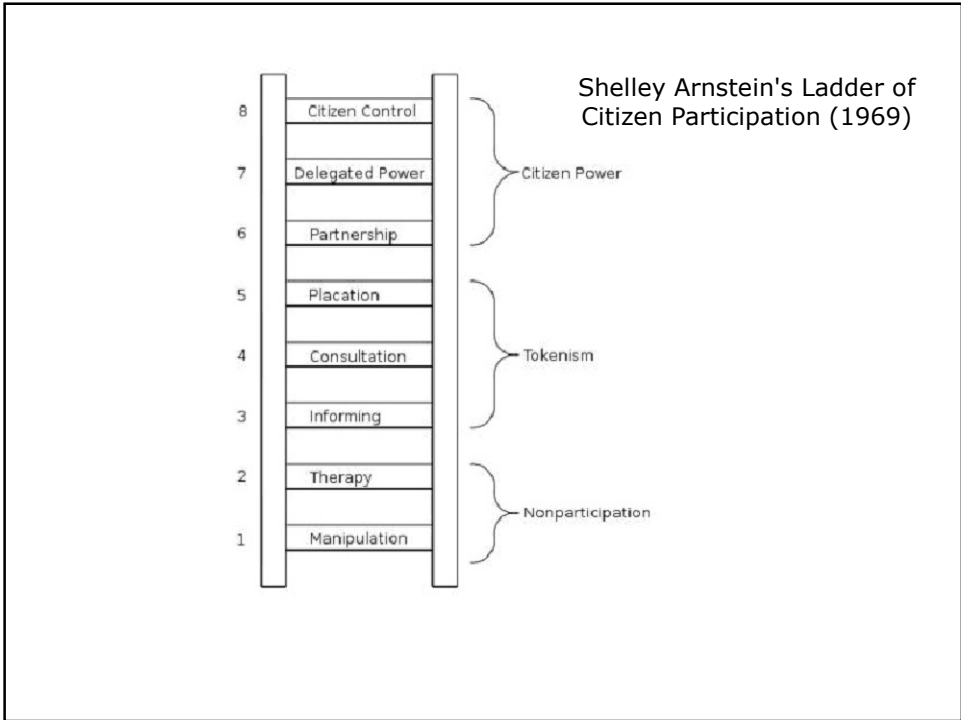 Shelley Arnstein's Ladder of
Citizen Participation (1969)
8 Citizen Control
7 Delegated Power Citizen Power
6 Partnership
5 Placation
4 Consultation Tokenism
3 Informing
2 Therapy
Nonparticipation
1 Manipulation